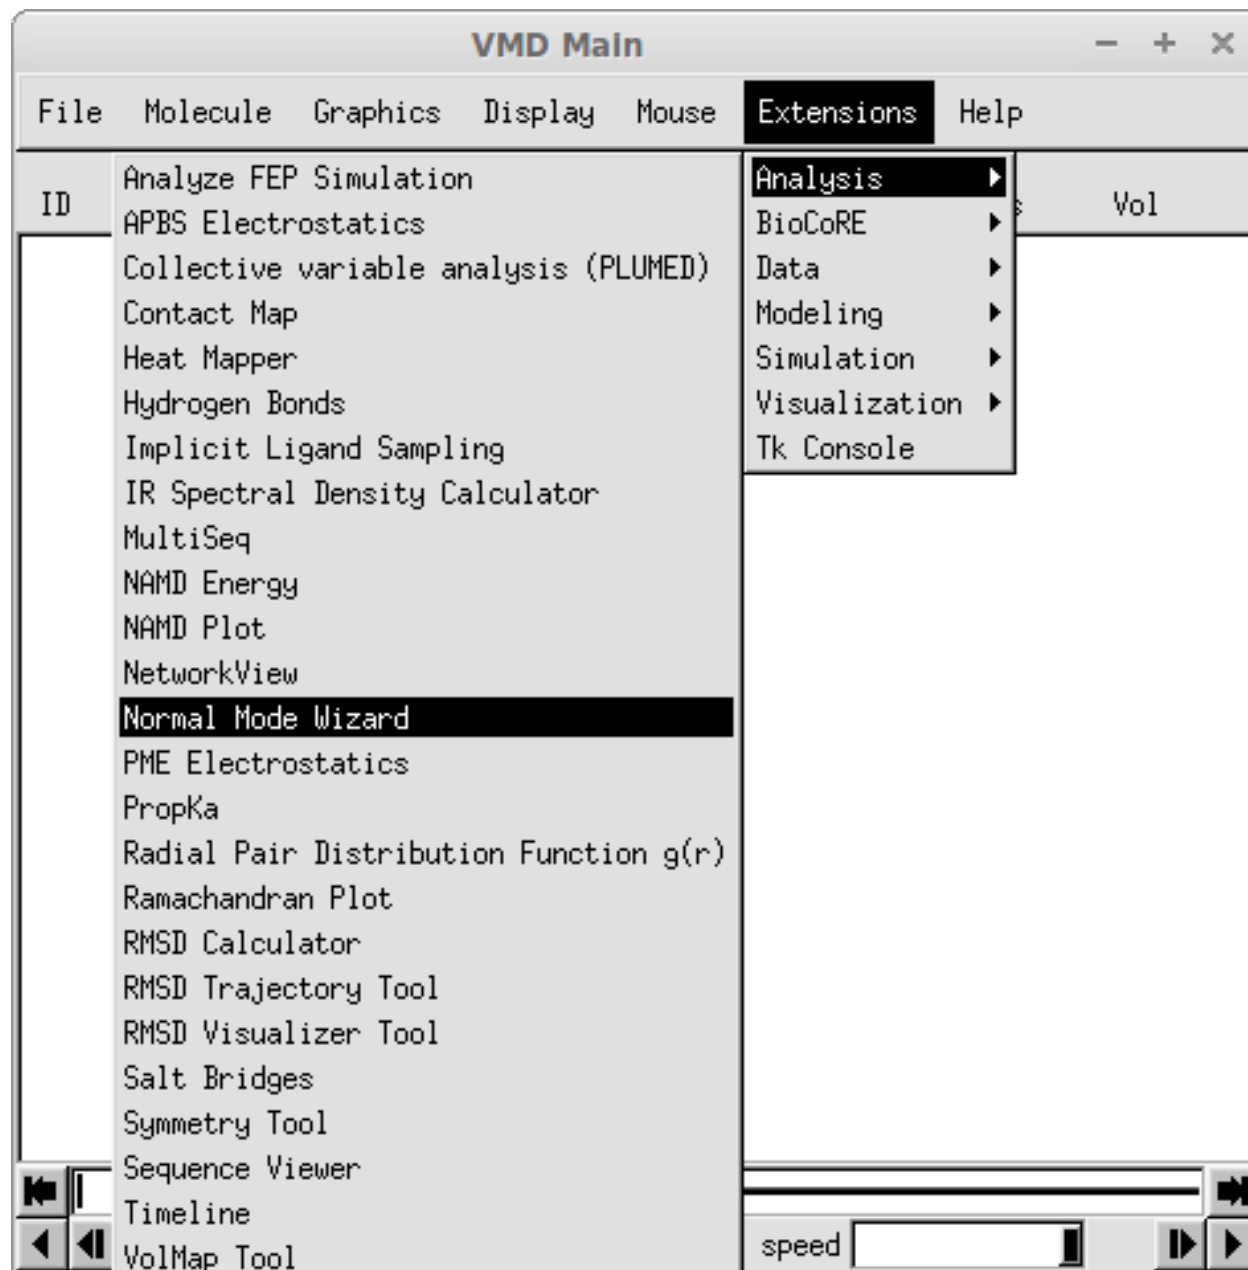 VMD Main
File Molecule Graphics Display Mouse Extensions Help
ID Vol
Analyze FEP Simulation
APBS Electrostatics
Collective variable analysis (PLUMED)
Contact Map
Heat Mapper
Hydrogen Bonds
Implicit Ligand Sampling
IR Spectral Density Calculator
MultiSeq
NAMD Energy
NAMD Plot
NetworkView
Normal Mode Wizard
PME Electrostatics
PropKa
Radial Pair Distribution Function g(r)
Ramachandran Plot
RMSD Calculator
RMSD Trajectory Tool
RMSD Visualizer Tool
Salt Bridges
Symmetry Tool
Sequence Viewer
Timeline
VolMap Tool
Analysis
BioCoRE
Data
Modeling
Simulation
Visualization
Tk Console
speed